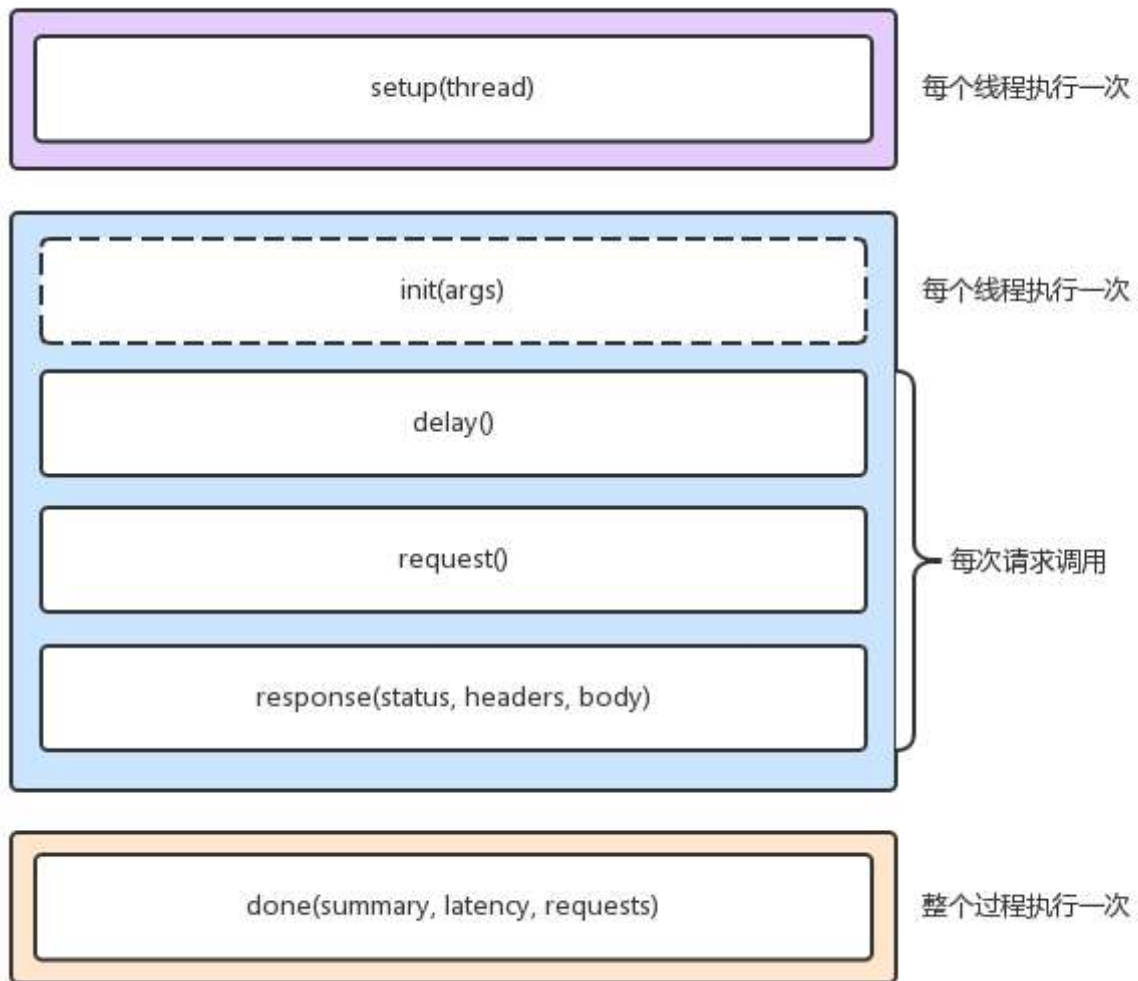 setup(thread)
每个线程执行一次
init(args)
每个线程执行一次
delay()
request()
每次请求调用
response(status, headers, body)
done(summary, latency, requests)
整个过程执行一次